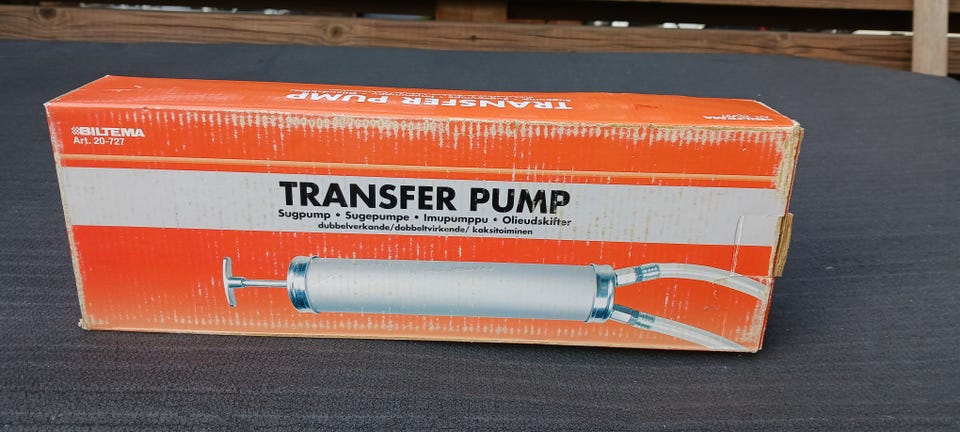 TRANSFER PUMP
BILTEMA
Art. 20-727
TRANSFER PUMP
Sugpump • Sugepumpe • Imupumppu • Olieudskifter
dubbelverkande/dobbeltvirkende/ kaksitoiminen